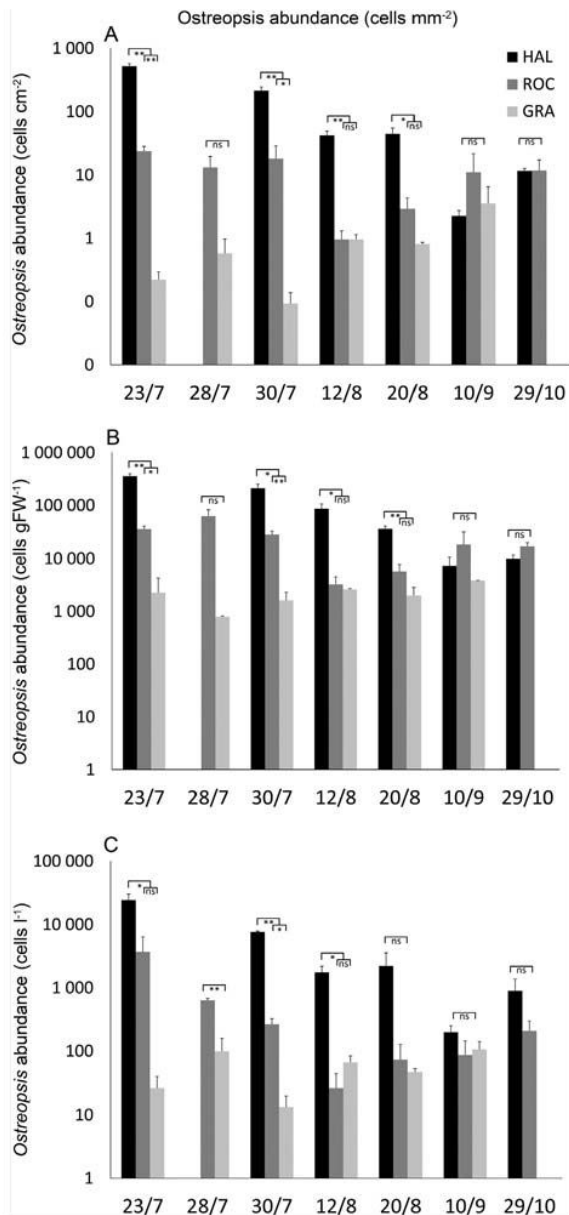 Ostreopsis abundance (cells mm-2)
A
Ostreopsis abundance (cells cm-2)
1 000
100
10
1
0
0
HAL
ROC
GRA
** **
ns
** *
** ns
* ns
ns
ns
23/7 28/7 30/7 12/8 20/8 10/9 29/10
B
Ostreopsis abundance (cells gFW-1)
1 000 000
100 000
10 000
1 000
100
10
1
** *
ns
* **
* ns
** ns
ns
ns
23/7 28/7 30/7 12/8 20/8 10/9 29/10
C
Ostreopsis abundance (cells l-1)
100 000
10 000
1 000
100
10
1
* ns
**
** *
* ns
ns
ns
ns
23/7 28/7 30/7 12/8 20/8 10/9 29/10